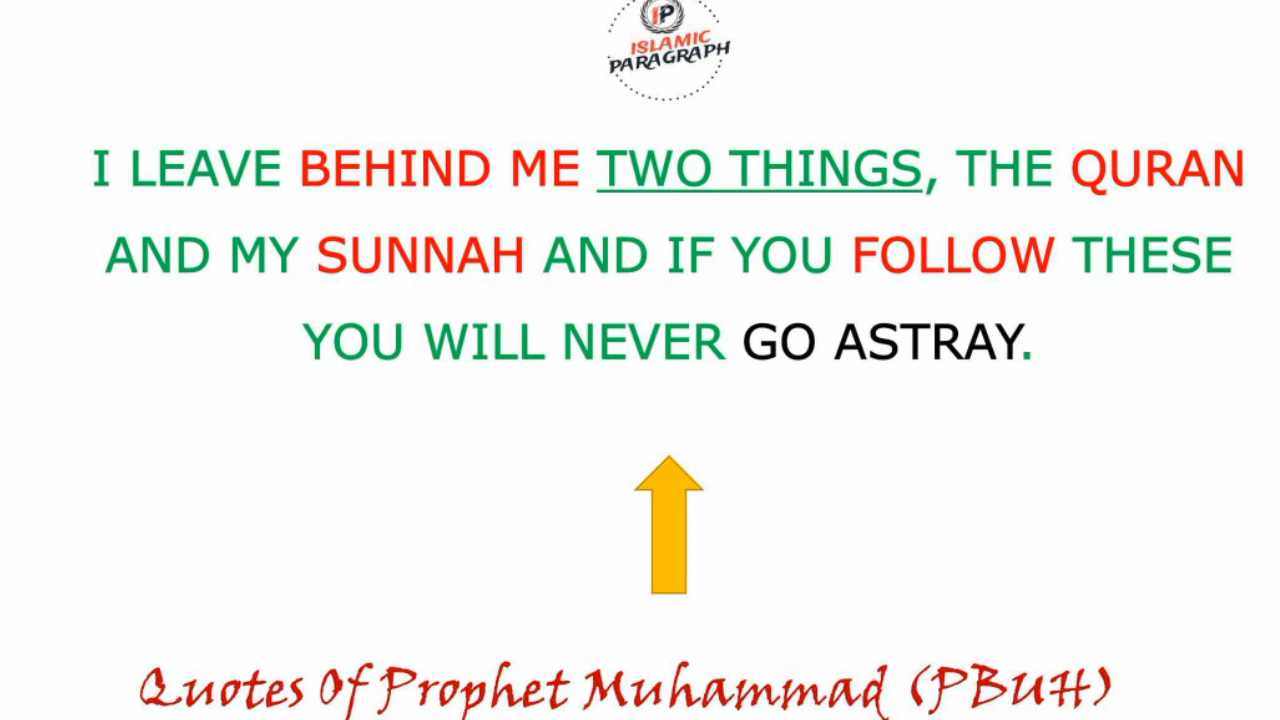 IP
ISLAMIC
PARAGRAPH
I LEAVE BEHIND ME TWO THINGS, THE QURAN
AND MY SUNNAH AND IF YOU FOLLOW THESE
YOU WILL NEVER GO ASTRAY.
Quotes Of Prophet Muhammad (PBUH)